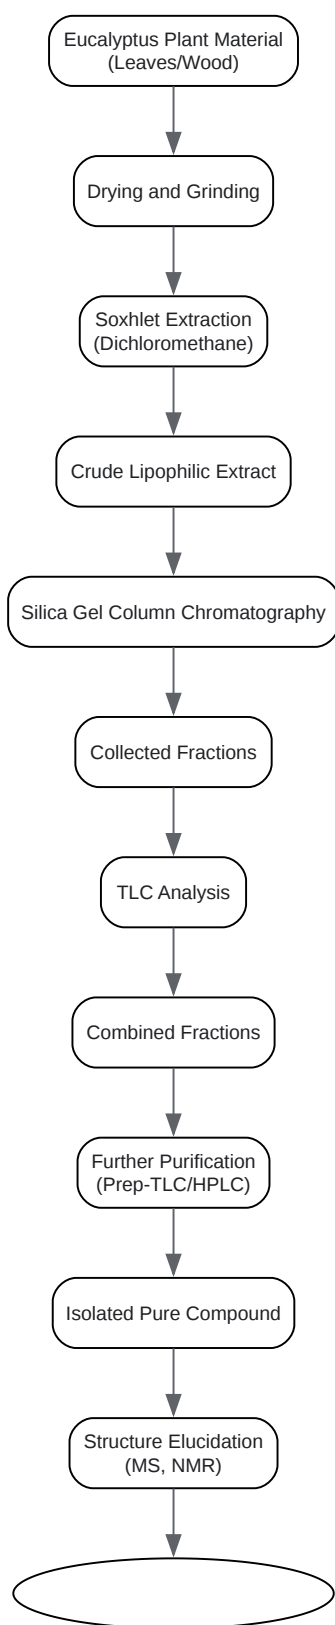 Eucalyptus Plant Material
(Leaves/Wood)
Drying and Grinding
Soxhlet Extraction
(Dichloromethane)
Crude Lipophilic Extract
Silica Gel Column Chromatography
Collected Fractions
TLC Analysis
Combined Fractions
Further Purification
(Prep-TLC/HPLC)
Isolated Pure Compound
Structure Elucidation
(MS, NMR)